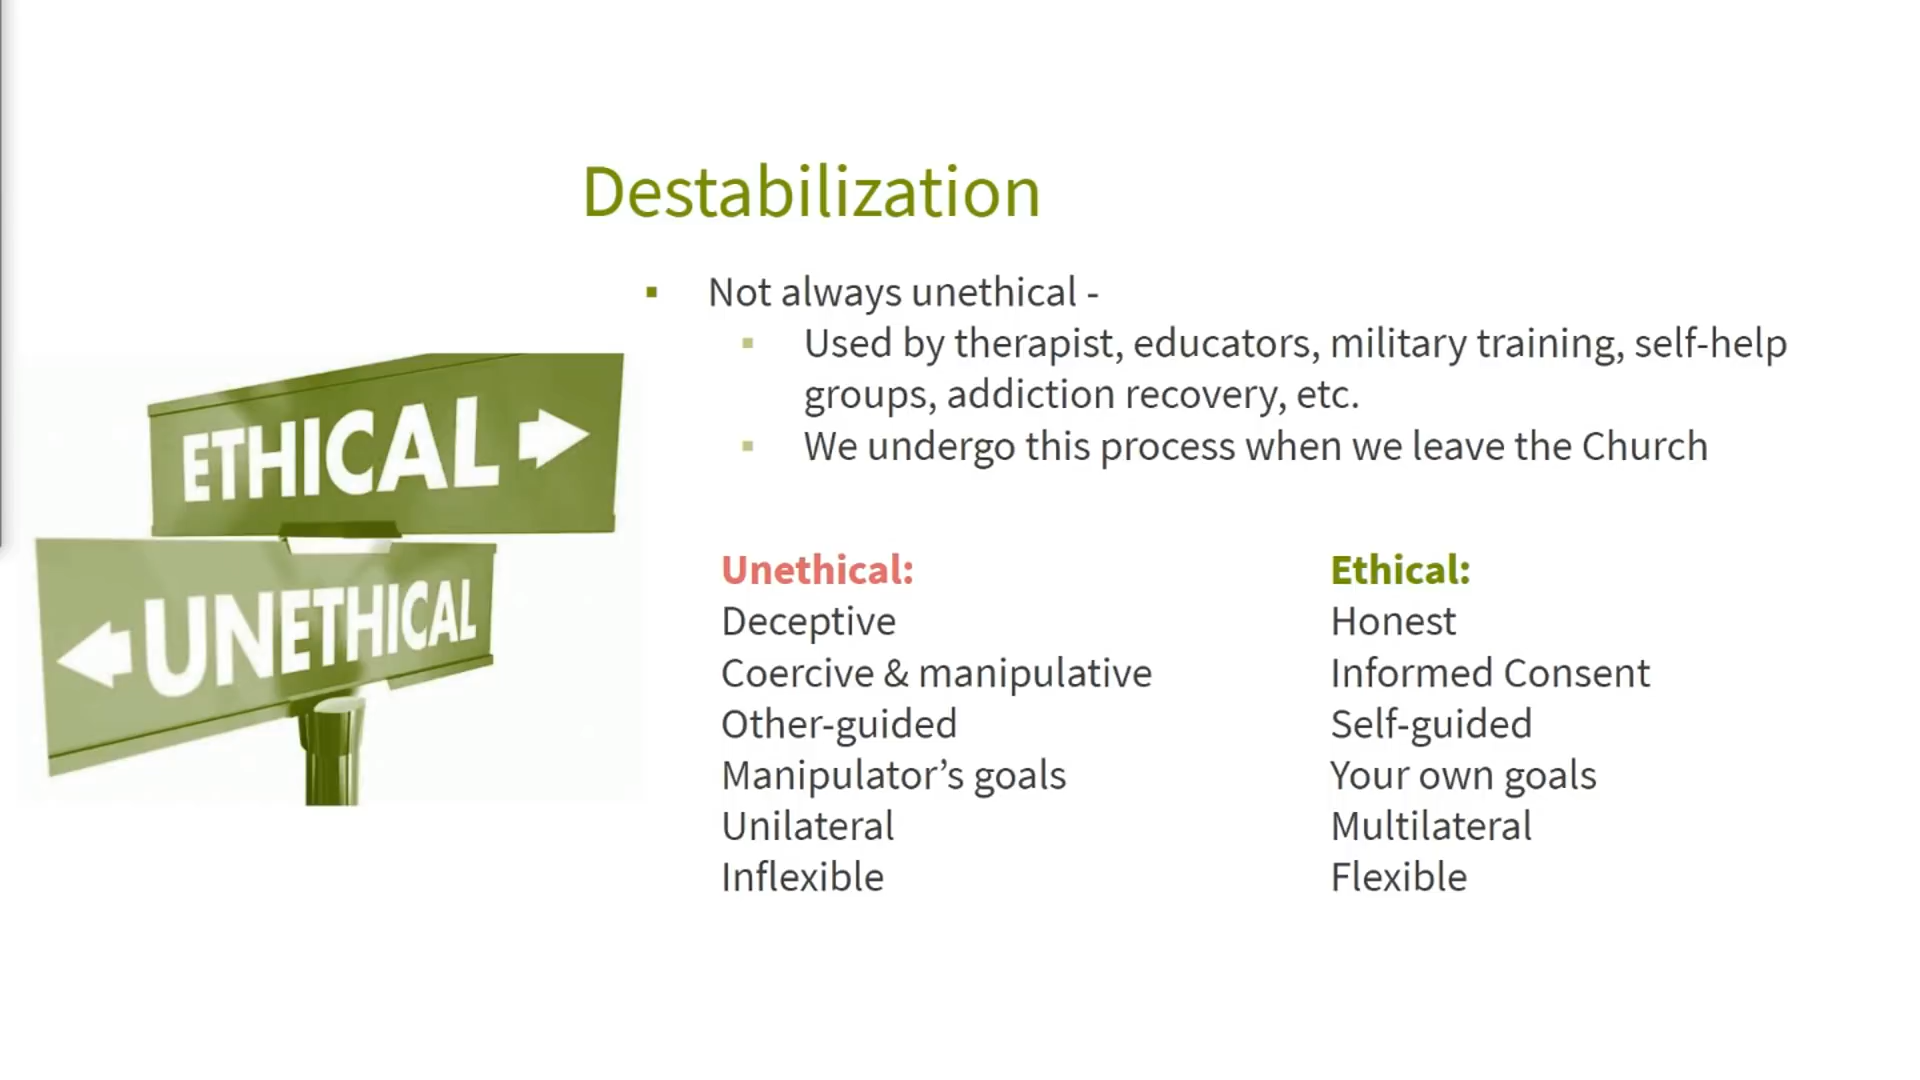 Destabilization
▪ Not always unethical -
▪ Used by therapist, educators, military training, self-help
groups, addiction recovery, etc.
▪ We undergo this process when we leave the Church
ETHICAL
UNETHICAL
Unethical:
Deceptive
Coercive & manipulative
Other-guided
Manipulator’s goals
Unilateral
Inflexible
Ethical:
Honest
Informed Consent
Self-guided
Your own goals
Multilateral
Flexible